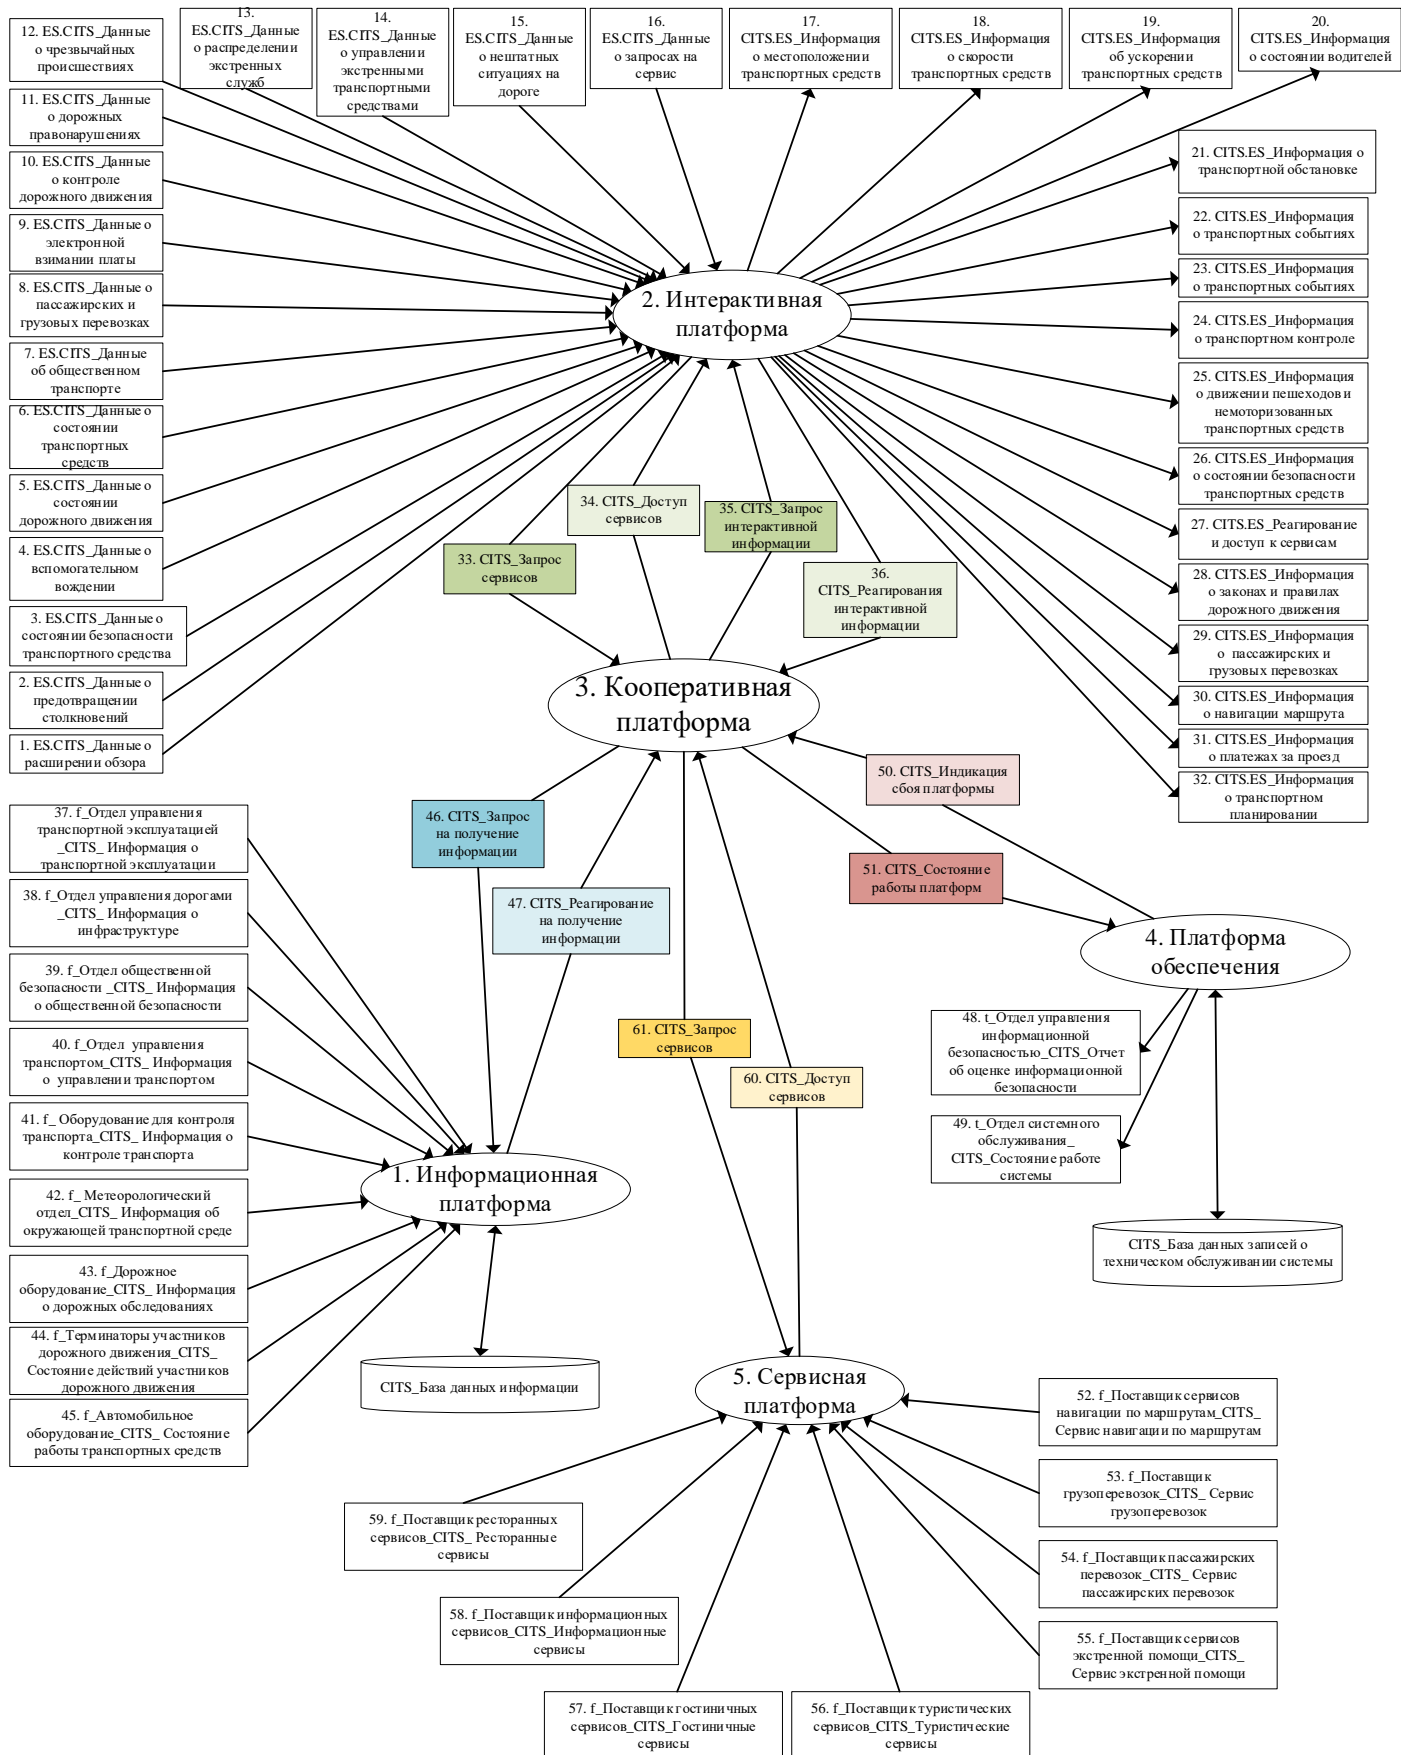 12. ES.CITS_Данные
о чрезвычайных
происшествиях
13.
ES.CITS_Данные
о распределении
экстренных
служб
14.
ES.CITS_Данные
о управлении
экстренными
транспортными
средствами
15.
ES.CITS_Данные
о нештатных
ситуациях на
дороге
16.
ES.CITS_Данные
о запросах на
сервис
17.
CITS.ES_Информация
о местоположении
транспортных средств
18.
CITS.ES_Информация
о скорости
транспортных средств
19.
CITS.ES_Информация
об ускорении
транспортных средств
20.
CITS.ES_Информация
о состоянии водителей
11. ES.CITS_Данные
о дорожных
правонарушениях
10. ES.CITS_Данные
о контроле
дорожного движения
9. ES.CITS_Данные о
электронной
взимании платы
8. ES.CITS_Данные о
пассажирских и
грузовых перевозках
7. ES.CITS_Данные
об общественном
транспорте
6. ES.CITS_Данные о
состоянии
транспортных
средств
5. ES.CITS_Данные о
состоянии
дорожного движения
4. ES.CITS_Данные о
вспомогательном
вождении
3. ES.CITS_Данные о
состоянии безопасности
транспортного средства
2. ES.CITS_Данные о
предотвращении
столкновений
1. ES.CITS_Данные о
расширении обзора
2. Интерактивная
платформа
21. CITS.ES_Информация о
транспортной обстановке
22. CITS.ES_Информация
о транспортных событиях
23. CITS.ES_Информация
о транспортных событиях
24. CITS.ES_Информация
о транспортном контроле
25. CITS.ES_Информация
о движении пешеходов и
немоторизованных
транспортных средств
26. CITS.ES_Информация
о состоянии безопасности
транспортных средств
27. CITS.ES_Реагирование
и доступ к сервисам
28. CITS.ES_Информация
о законах и правилах
дорожного движения
29. CITS.ES_Информация
о пассажирских и
грузовых перевозках
30. CITS.ES_Информация
о навигации маршрута
31. CITS.ES_Информация
о платежах за проезд
32. CITS.ES_Информация
о транспортном
планировании
33. CITS_Запрос
сервисов
34. CITS_Доступ
сервисов
35. CITS_Запрос
интерактивной
информации
36.
CITS_Реагирования
интерактивной
информации
3. Кооперативная
платформа
46. CITS_Запрос
на получение
информации
47. CITS_Реагирование
на получение
информации
50. CITS_Индикация
сбоя платформы
51. CITS_Состояние
работы платформ
61. CITS_Запрос
сервисов
60. CITS_Доступ
сервисов
37. f_Отдел управления
транспортной эксплуатацией
_CITS_ Информация о
транспортной эксплуатации
38. f_Отдел управления дорогами
_CITS_ Информация о
инфраструктуре
39. f_Отдел общественной
безопасности _CITS_ Информация
о общественной безопасности
40. f_Отдел управления
транспортом_CITS_ Информация
о управлении транспортом
41. f_ Оборудование для контроля
транспорта_CITS_ Информация о
контроле транспорта
42. f_ Метеорологический
отдел_CITS_ Информация об
окружающей транспортной среде
43. f_Дорожное
оборудование_CITS_ Информация
о дорожных обследованиях
44. f_Терминаторы участников
дорожного движения_CITS_
Состояние действий участников
дорожного движения
45. f_Автомобильное
оборудование_CITS_ Состояние
работы транспортных средств
1. Информационная
платформа
CITS_База данных информации
4. Платформа
обеспечения
48. t_Отдел управления
информационной
безопасностью_CITS_Отчет
об оценке информационной
безопасности
49. t_Отдел системного
обслуживания_
CITS_Состояние работе
системы
CITS_База данных записей о
техническом обслуживании системы
5. Сервисная
платформа
52. f_Поставщик сервисов
навигации по маршрутам_CITS_
Сервис навигации по маршрутам
53. f_Поставщик
грузоперевозок_CITS_ Сервис
грузоперевозок
54. f_Поставщик пассажирских
перевозок_CITS_ Сервис
пассажирских перевозок
55. f_Поставщик сервисов
экстренной помощи_CITS_
Сервис экстренной помощи
59. f_Поставщик ресторанных
сервисов_CITS_ Ресторанные
сервисы
58. f_Поставщик информационных
сервисов_CITS_Информационные
сервисы
57. f_Поставщик гостиничных
сервисов_CITS_Гостиничные
сервисы
56. f_Поставщик туристических
сервисов_CITS_Туристические
сервисы